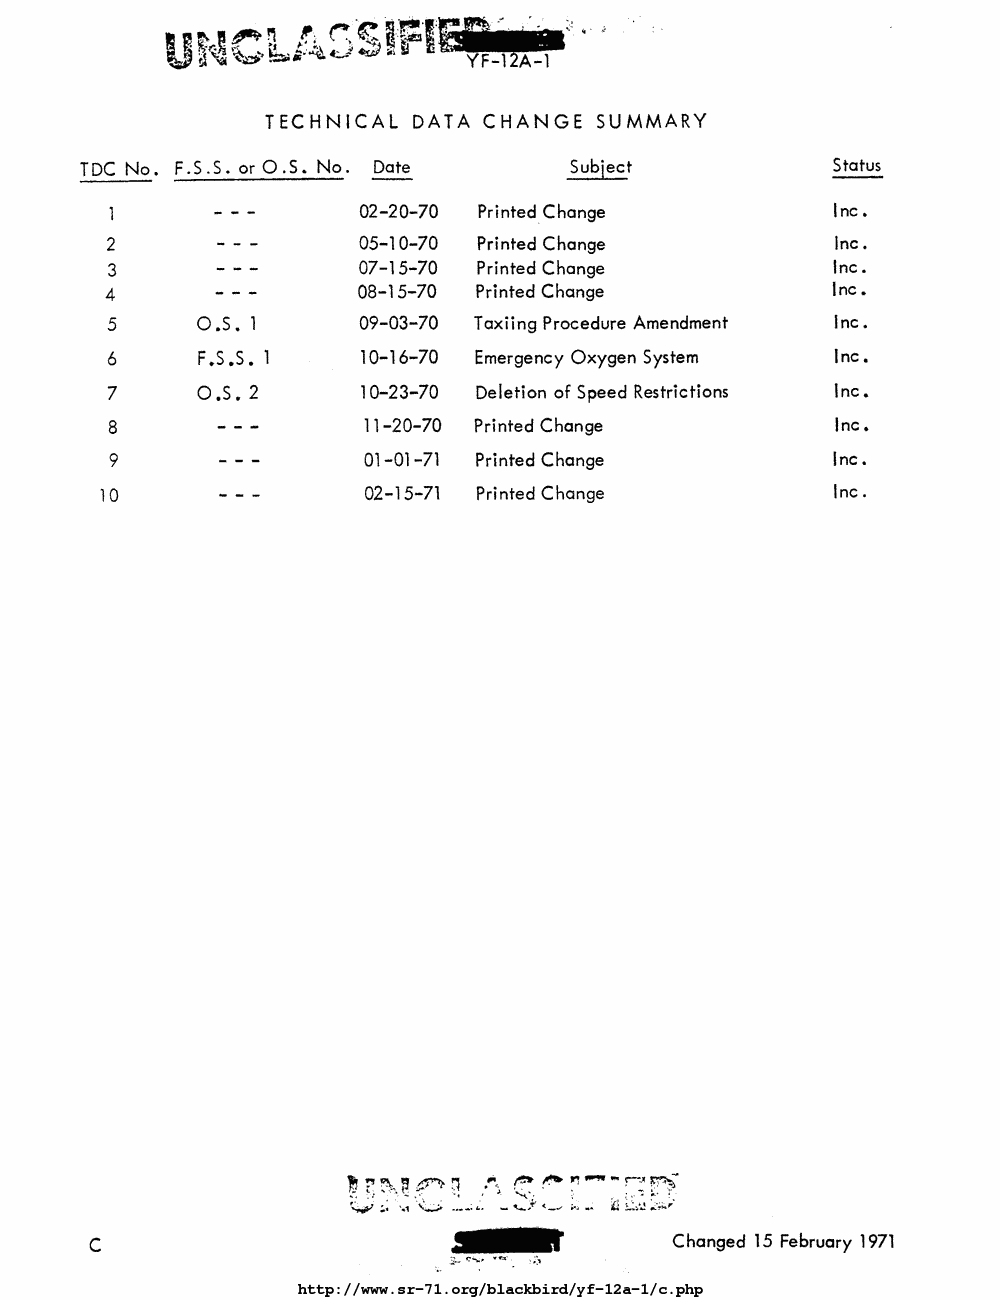 UNCLASSIFIED
YF-12A-1
TECHNICAL DATA CHANGE SUMMARY
TDC No. F.S.S. or O.S. No. Date Subject Status
1 --- 02-20-70 Printed Change Inc.
2 --- 05-10-70 Printed Change Inc.
3 --- 07-15-70 Printed Change Inc.
4 --- 08-15-70 Printed Change Inc.
5 O.S. 1 09-03-70 Taxiing Procedure Amendment Inc.
6 F.S.S. 1 10-16-70 Emergency Oxygen System Inc.
7 O.S. 2 10-23-70 Deletion of Speed Restrictions Inc.
8 --- 11-20-70 Printed Change Inc.
9 --- 01-01-71 Printed Change Inc.
10 --- 02-15-71 Printed Change Inc.
UNCLASSIFIED
C Changed 15 February 1971
http://www.sr-71.org/blackbird/yf-12a-1/c.php